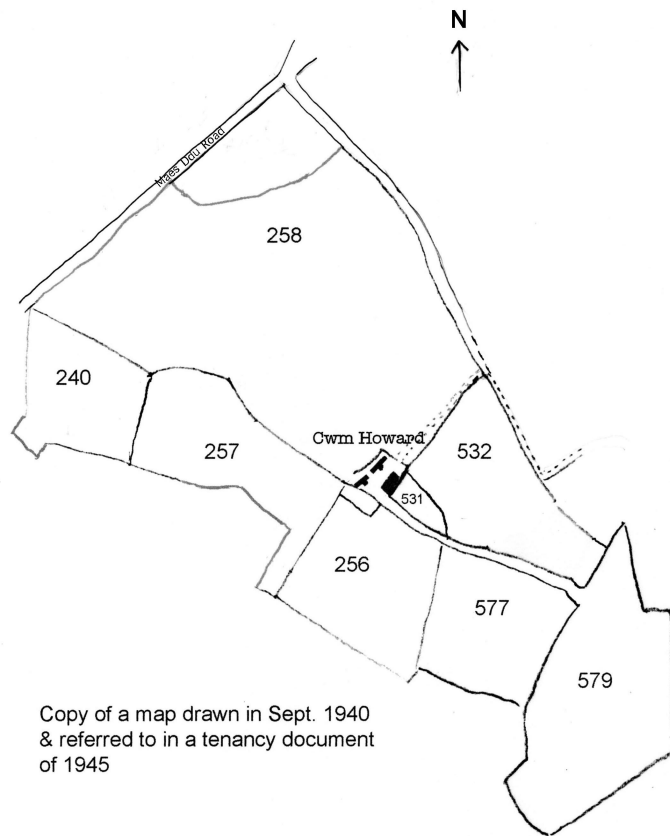 N
Maes Ddu Road
258
240
257
Cwm Howard
532
531
256
577
579
Copy of a map drawn in Sept. 1940
& referred to in a tenancy document
of 1945